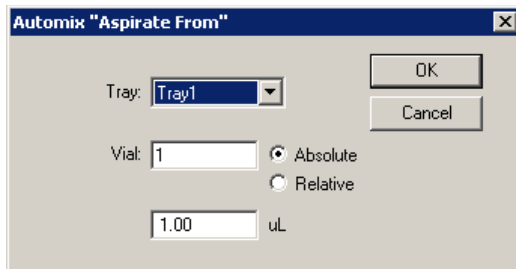 Automix "Aspirate From"
Tray: Tray1
OK
Cancel
Vial: 1
Absolute
Relative
1.00 uL